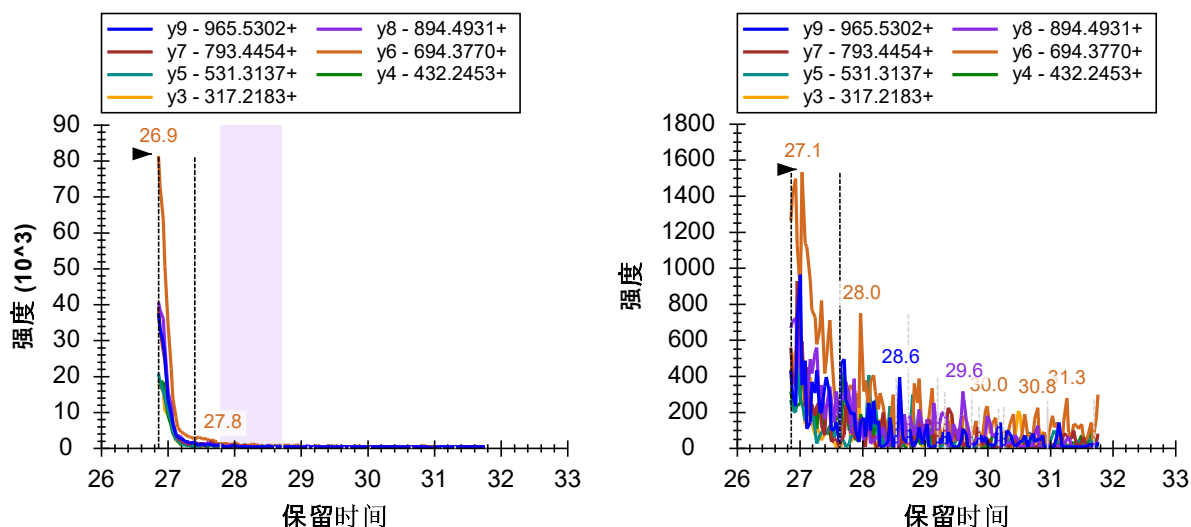 y9 - 965.5302+ y8 - 894.4931+
y7 - 793.4454+ y6 - 694.3770+
y5 - 531.3137+ y4 - 432.2453+
y3 - 317.2183+
90
80
70
60
50
40
30
20
10
0
强度 (10^3)
26.9
27.8
26 27 28 29 30 31 32 33
保留时间
y9 - 965.5302+ y8 - 894.4931+
y7 - 793.4454+ y6 - 694.3770+
y5 - 531.3137+ y4 - 432.2453+
y3 - 317.2183+
1800
1600
1400
1200
1000
800
600
400
200
0
强度
27.1
28.0
28.6
29.6
30.0
30.8
31.3
26 27 28 29 30 31 32 33
保留时间